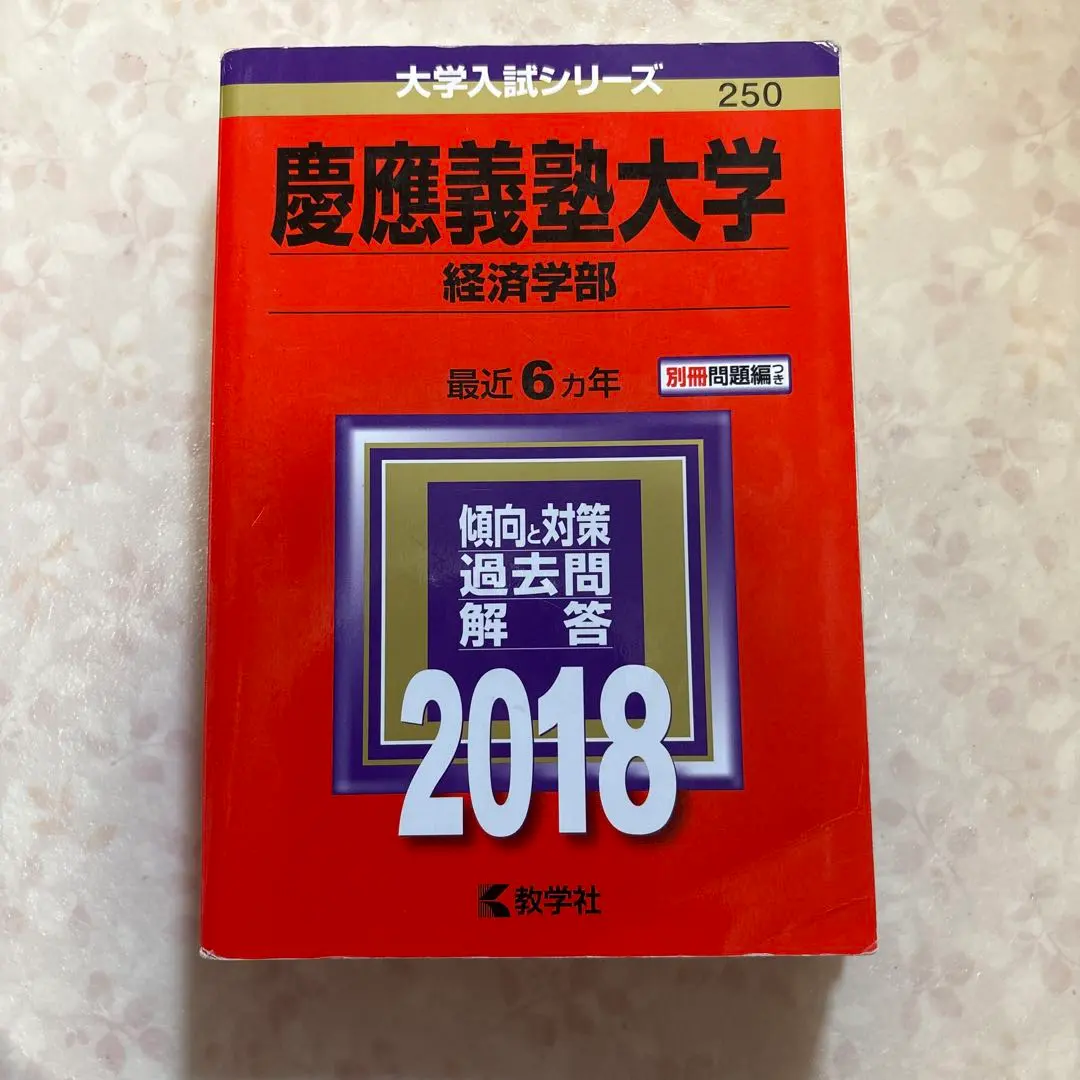 大学入試シリーズ
250
慶應義塾大学
経済学部
最近6カ年
別冊問題編つき
傾向と対策
過去問
解答
2018
教学社